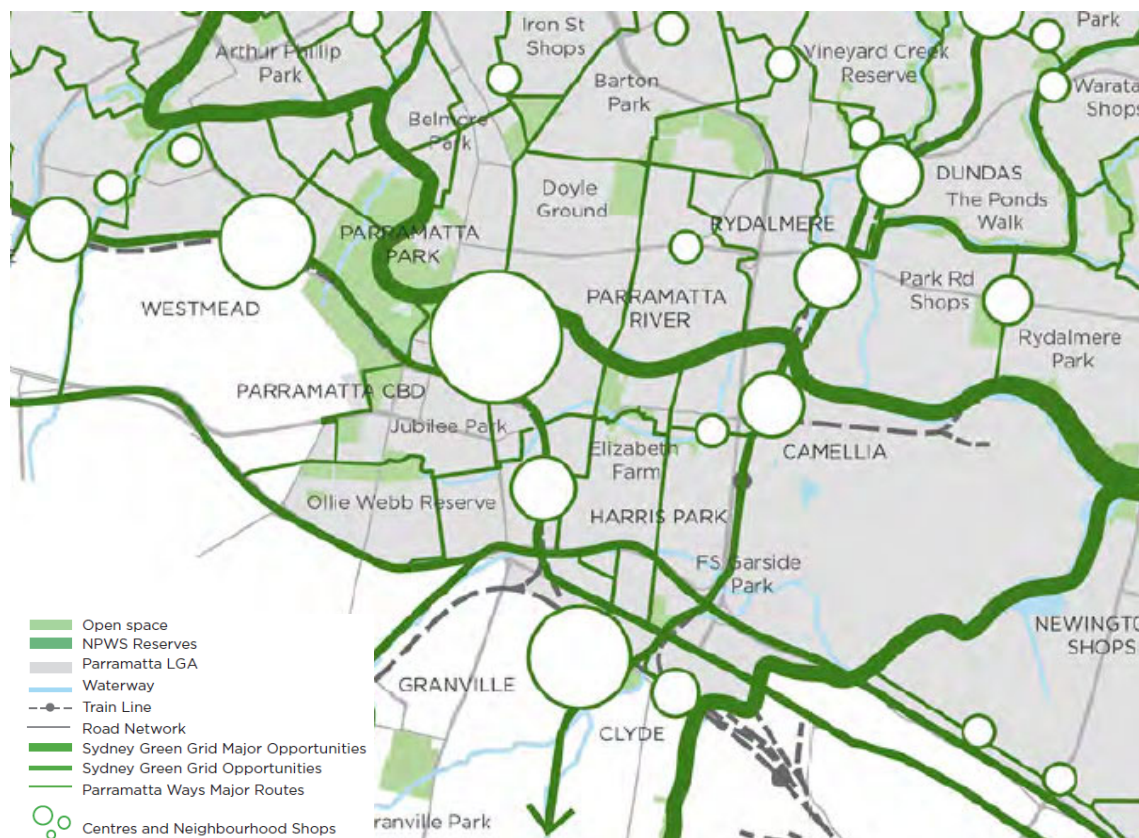 Iron St
Shops
Park
Arthur Phillip
Park
Vineyard Creek
Reserve
Barton
Park
Warata
Shops
Belmore
Park
DUNDAS
Doyle
Ground
The Ponds
Walk
RYDALMERE
PARRAMATTA
PARK
Park Rd
Shops
WESTMEAD
PARRAMATTA
RIVER
Rydalmere
Park
PARRAMATTA CBD
Jubilee Park
Elizabeth
Farm
CAMELLIA
Ollie Webb Reserve
HARRIS PARK
FS Garside
Park
NEWINGTO
SHOPS
GRANVILLE
CLYDE
Open space
NPWS Reserves
Parramatta LGA
Waterway
Train Line
Road Network
Sydney Green Grid Major Opportunities
Sydney Green Grid Opportunities
Parramatta Ways Major Routes
Centres and Neighbourhood Shops
ranville Park